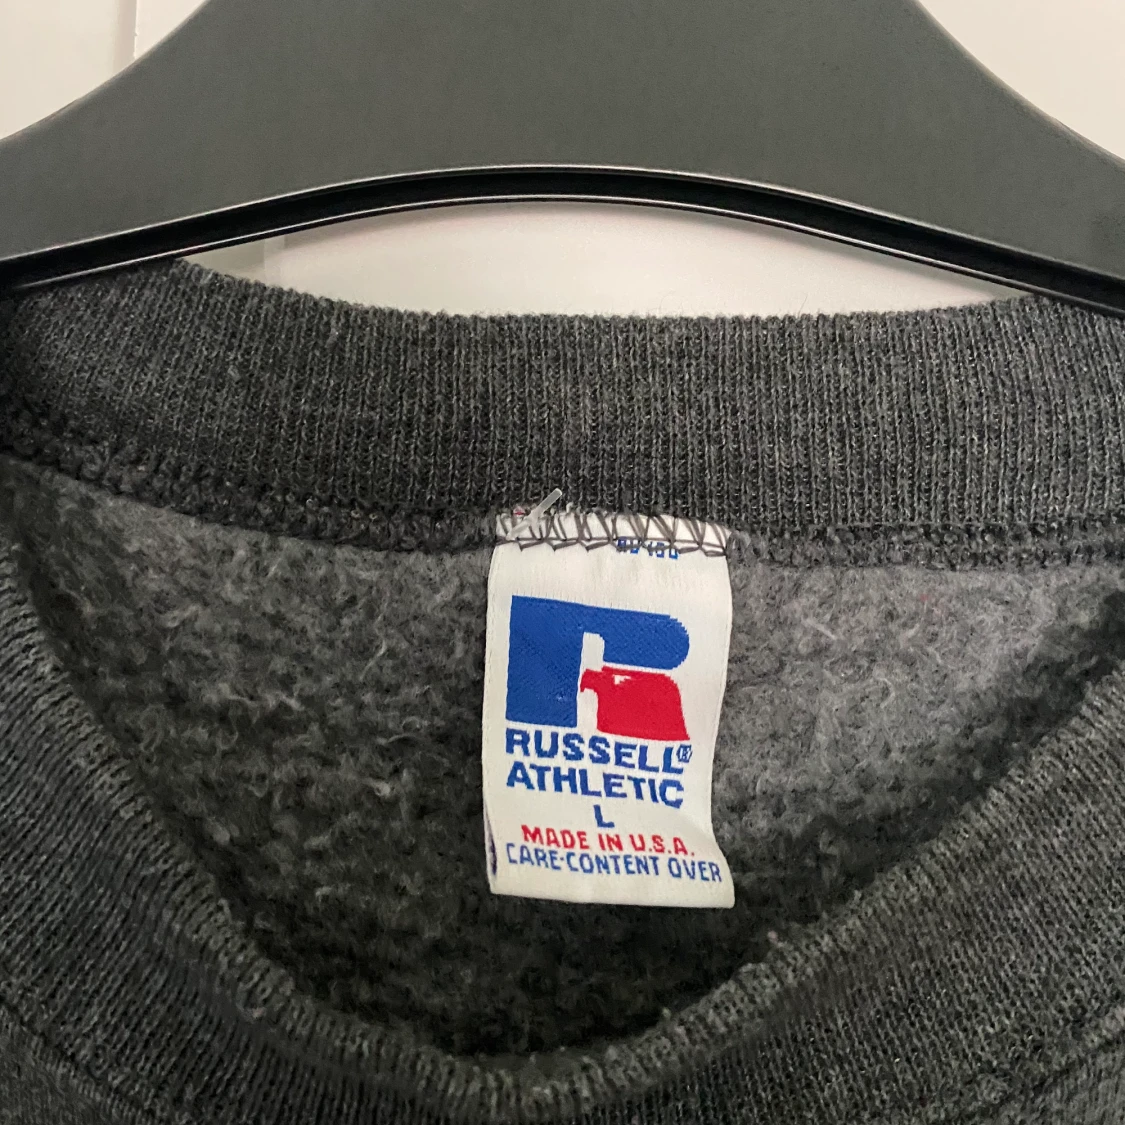 RUSSELL®
ATHLETIC
L
MADE IN U.S.A.
CARE·CONTENT OVER